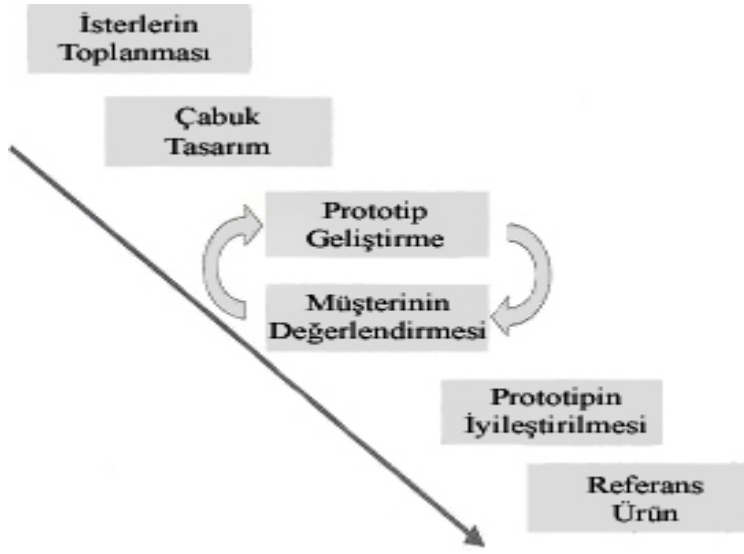 İsterlerin
Toplanması
Çabuk
Tasarım
Prototip
Geliştirme
Müşterinin
Değerlendirmesi
Prototipin
İyileştirilmesi
Referans
Ürün